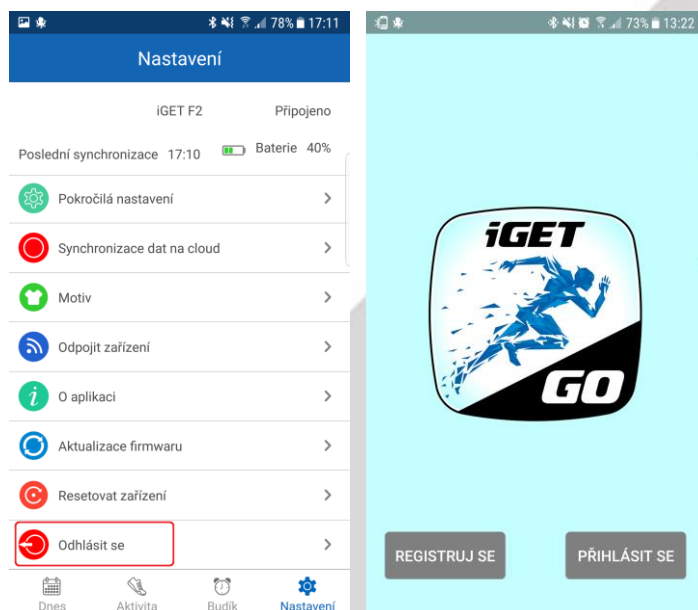 78% 17:11
Nastavení
iGET F2 Připojeno
Poslední synchronizace 17:10 Baterie 40%
Pokročilá nastavení
Synchronizace dat na cloud
Motiv
Odpojit zařízení
i O aplikaci
Aktualizace firmwaru
Resetovat zařízení
Odhlásit se
Dnes Aktivita Budík Nastavení
73% 13:22
iGET
GO
REGISTRUJ SE PŘIHLÁSIT SE